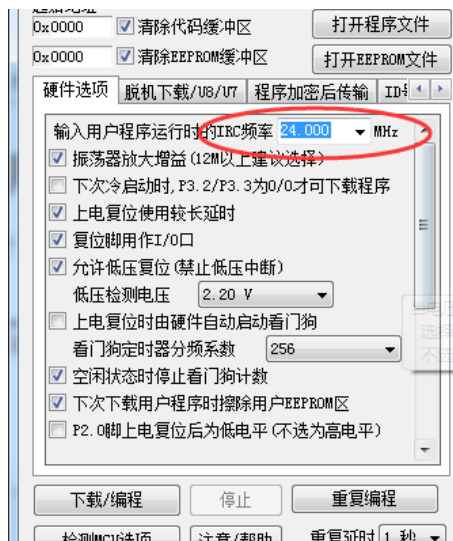 0x0000 清除代码缓冲区 打开程序文件
0x0000 清除EEPROM缓冲区 打开EEPROM文件
硬件选项 脱机下载/U8/U7 程序加密后传输
输入用户程序运行时的IRC频率 24.000 MHz
振荡器放大增益(12M以上建议选择)
下次冷启动时,P3.2/P3.3为0/0才可下载程序
上电复位使用较长延时
复位脚用作I/O口
允许低压复位(禁止低压中断)
低压检测电压 2.20 V
上电复位时由硬件自动启动看门狗
看门狗定时器分频系数 256
空闲状态时停止看门狗计数
下次下载用户程序时擦除用户EEPROM区
P2.0脚上电复位后为低电平(不选为高电平)
下载/编程 停止 重复编程
检测MCU选项 注意/帮助 重复延时 1 秒